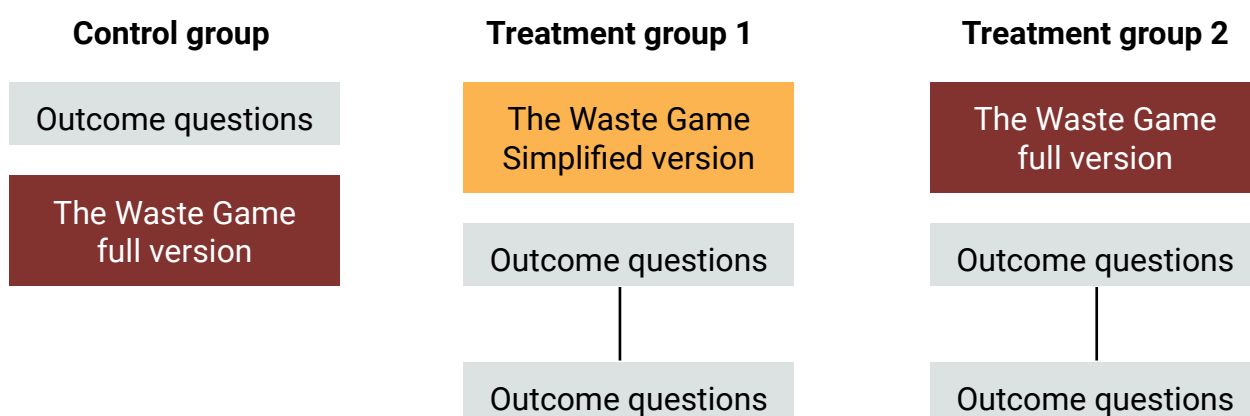 Control group
Outcome questions
The Waste Game
full version
Treatment group 1
The Waste Game
Simplified version
Outcome questions
Outcome questions
Treatment group 2
The Waste Game
full version
Outcome questions
Outcome questions